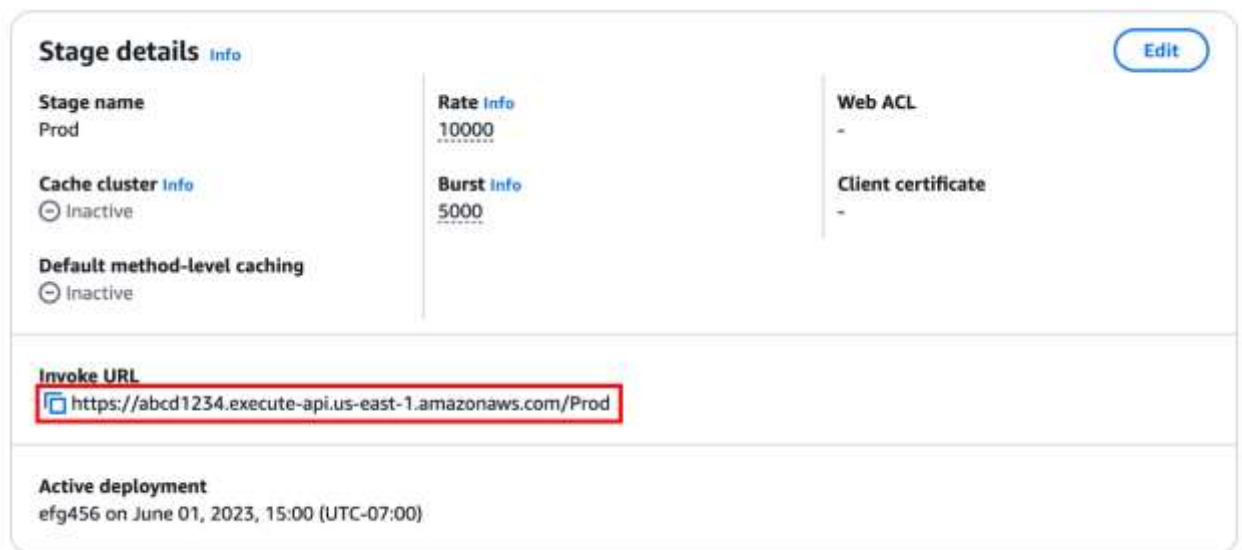 Stage details Info
Edit
Stage name
Prod
Rate Info
10000
Web ACL
-
Cache cluster Info
Inactive
Burst Info
5000
Client certificate
-
Default method-level caching
Inactive
Invoke URL
https://abcd1234.execute-api.us-east-1.amazonaws.com/Prod
Active deployment
efg456 on June 01, 2023, 15:00 (UTC-07:00)